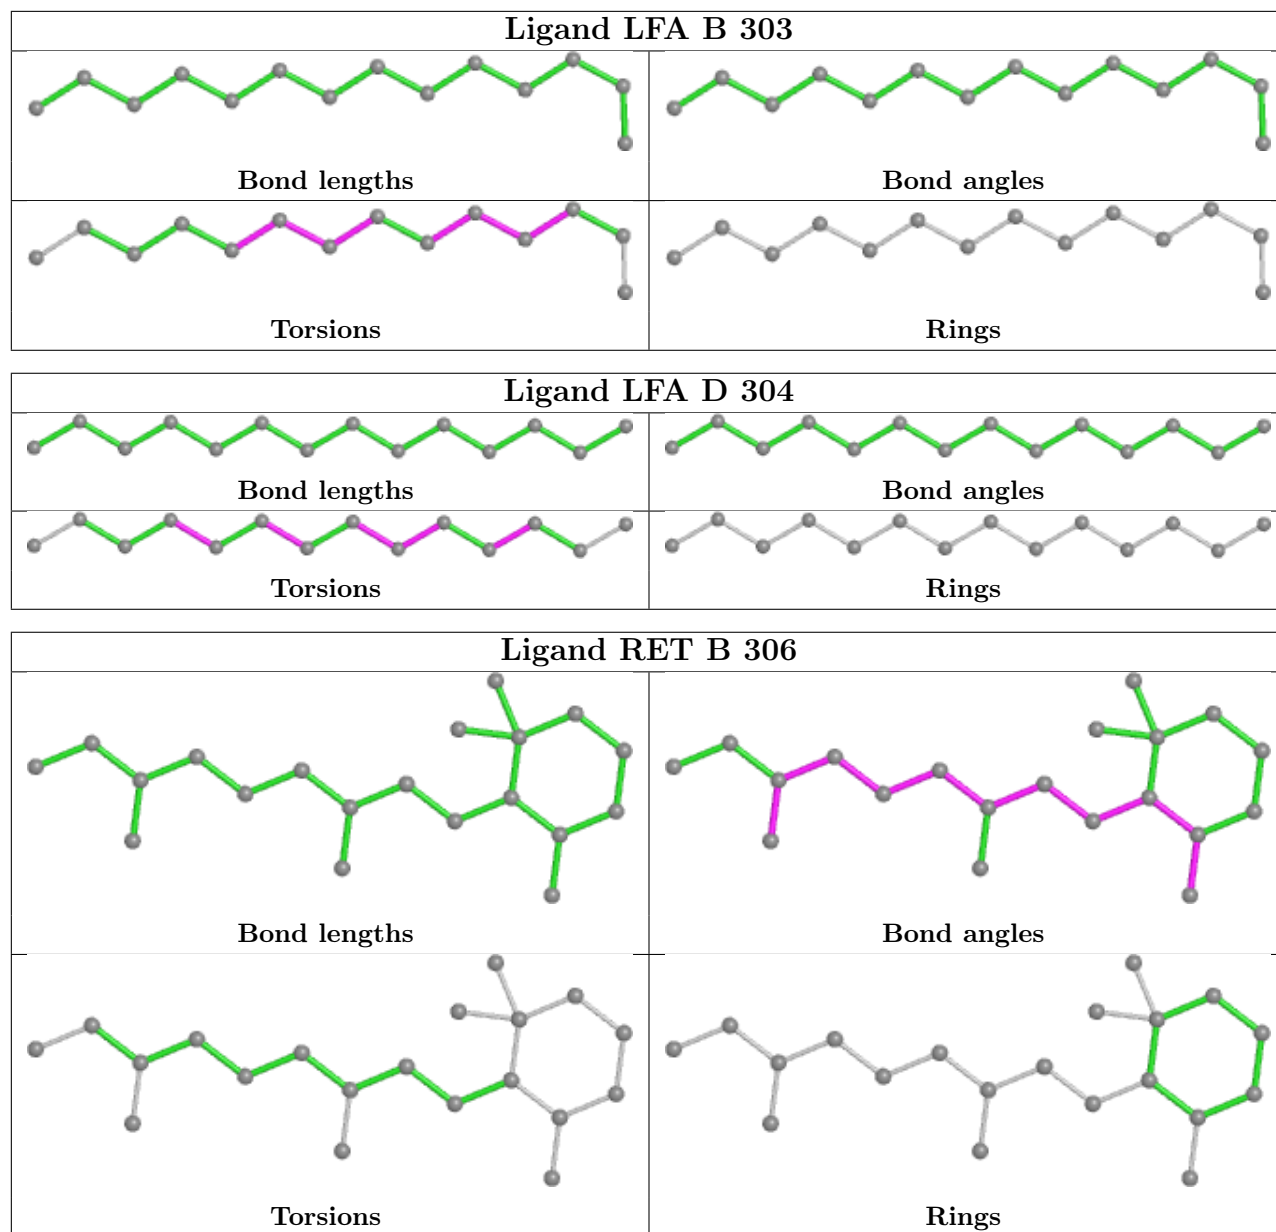 Ligand LFA B 303
Bond lengths
Bond angles
Torsions
Rings
Ligand LFA D 304
Bond lengths
Bond angles
Torsions
Rings
Ligand RET B 306
Bond lengths
Bond angles
Torsions
Rings